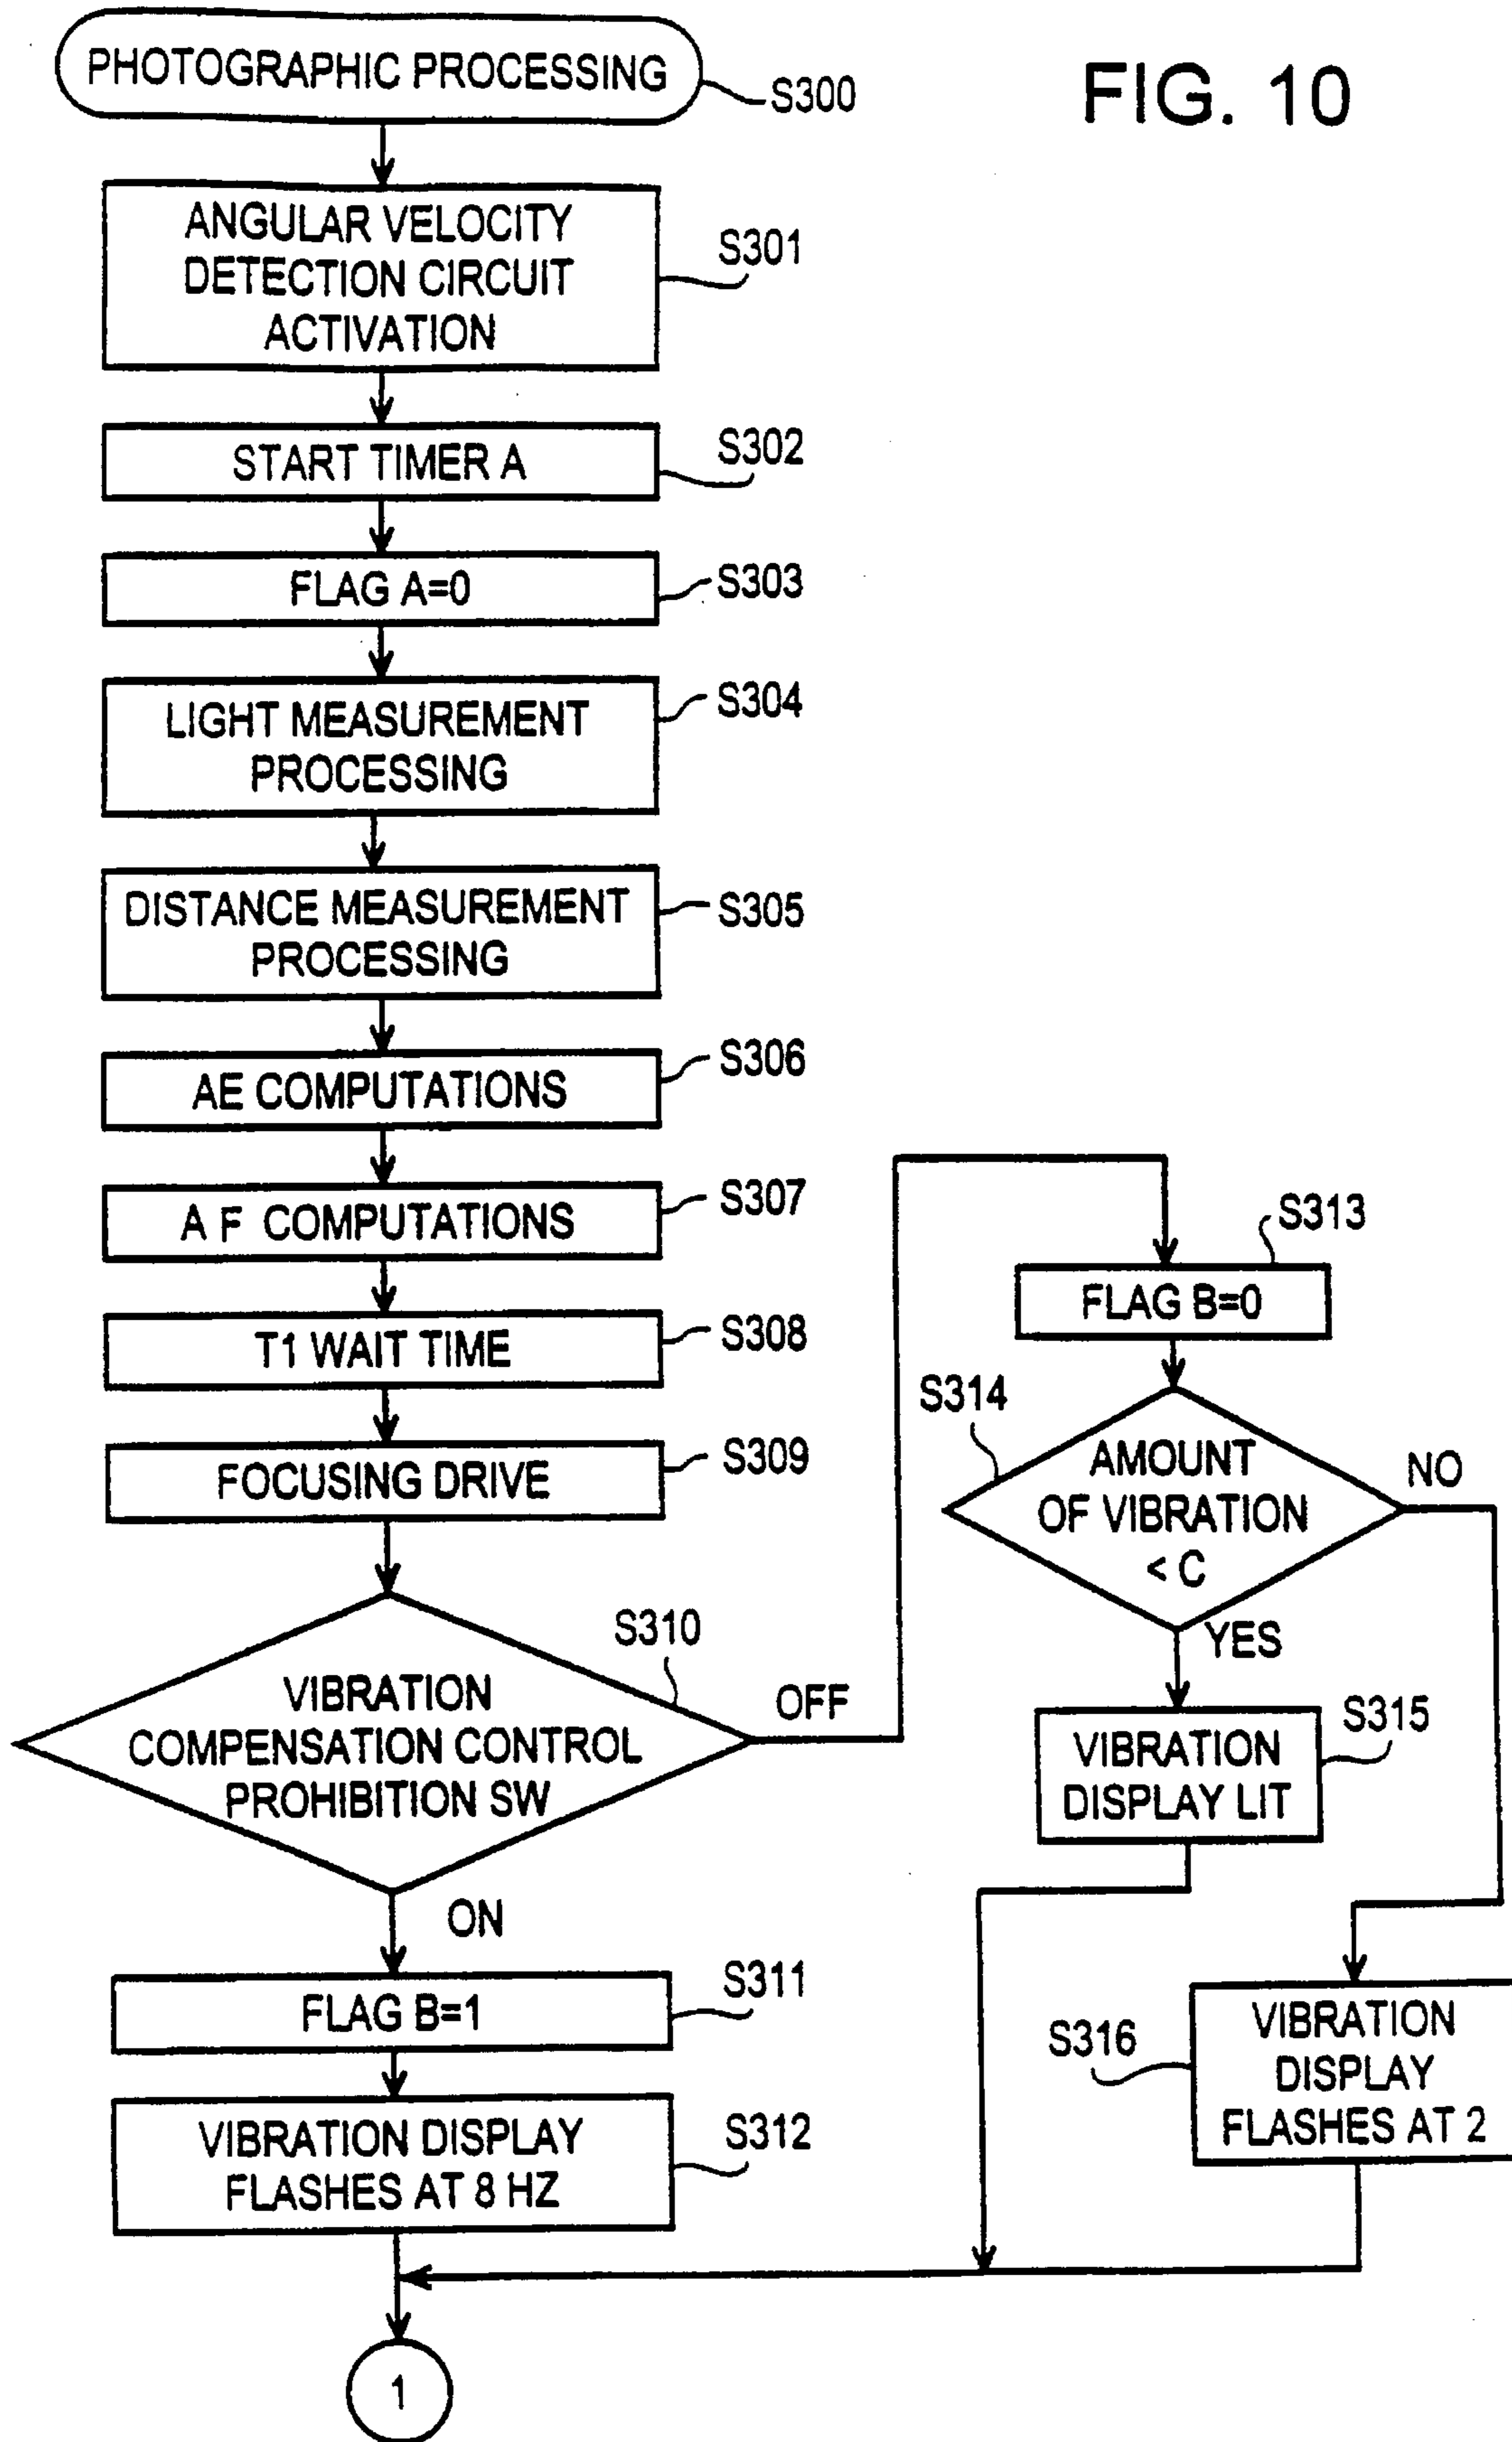 FIG. 10
PHOTOGRAPHIC PROCESSING
S300
ANGULAR VELOCITY
DETECTION CIRCUIT
ACTIVATION
S301
START TIMER A
S302
FLAG A=0
S303
LIGHT MEASUREMENT
PROCESSING
S304
DISTANCE MEASUREMENT
PROCESSING
S305
AE COMPUTATIONS
S306
A F COMPUTATIONS
S307
T1 WAIT TIME
S308
FOCUSING DRIVE
S309
VIBRATION
COMPENSATION CONTROL
PROHIBITION SW
S310
OFF
ON
FLAG B=1
S311
VIBRATION DISPLAY
FLASHES AT 8 HZ
S312
FLAG B=0
S313
AMOUNT
OF VIBRATION
< C
S314
NO
YES
VIBRATION
DISPLAY LIT
S315
VIBRATION
DISPLAY
FLASHES AT 2
S316
1